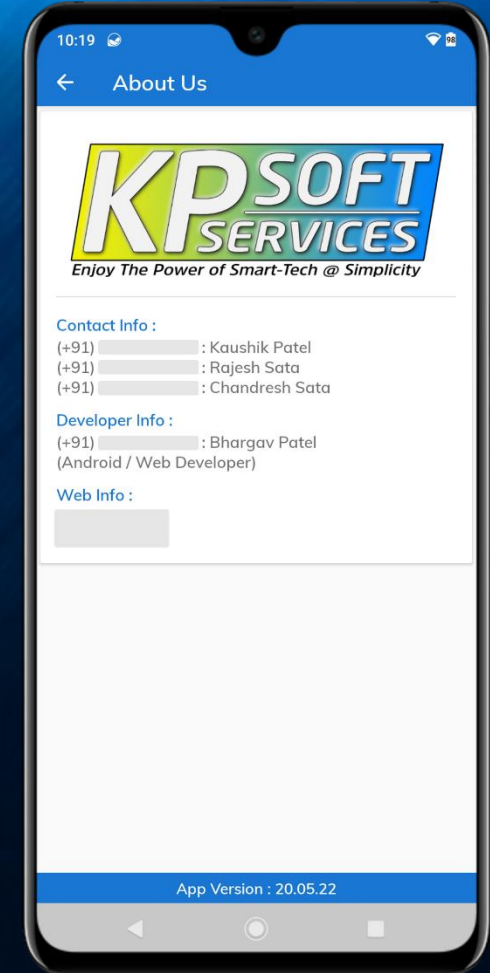 10:19
98
About Us
KP SOFT
SERVICES
Enjoy The Power of Smart-Tech @ Simplicity
Contact Info :
(+91) : Kaushik Patel
(+91) : Rajesh Sata
(+91) : Chandresh Sata
Developer Info :
(+91) : Bhargav Patel
(Android / Web Developer)
Web Info :
App Version : 20.05.22